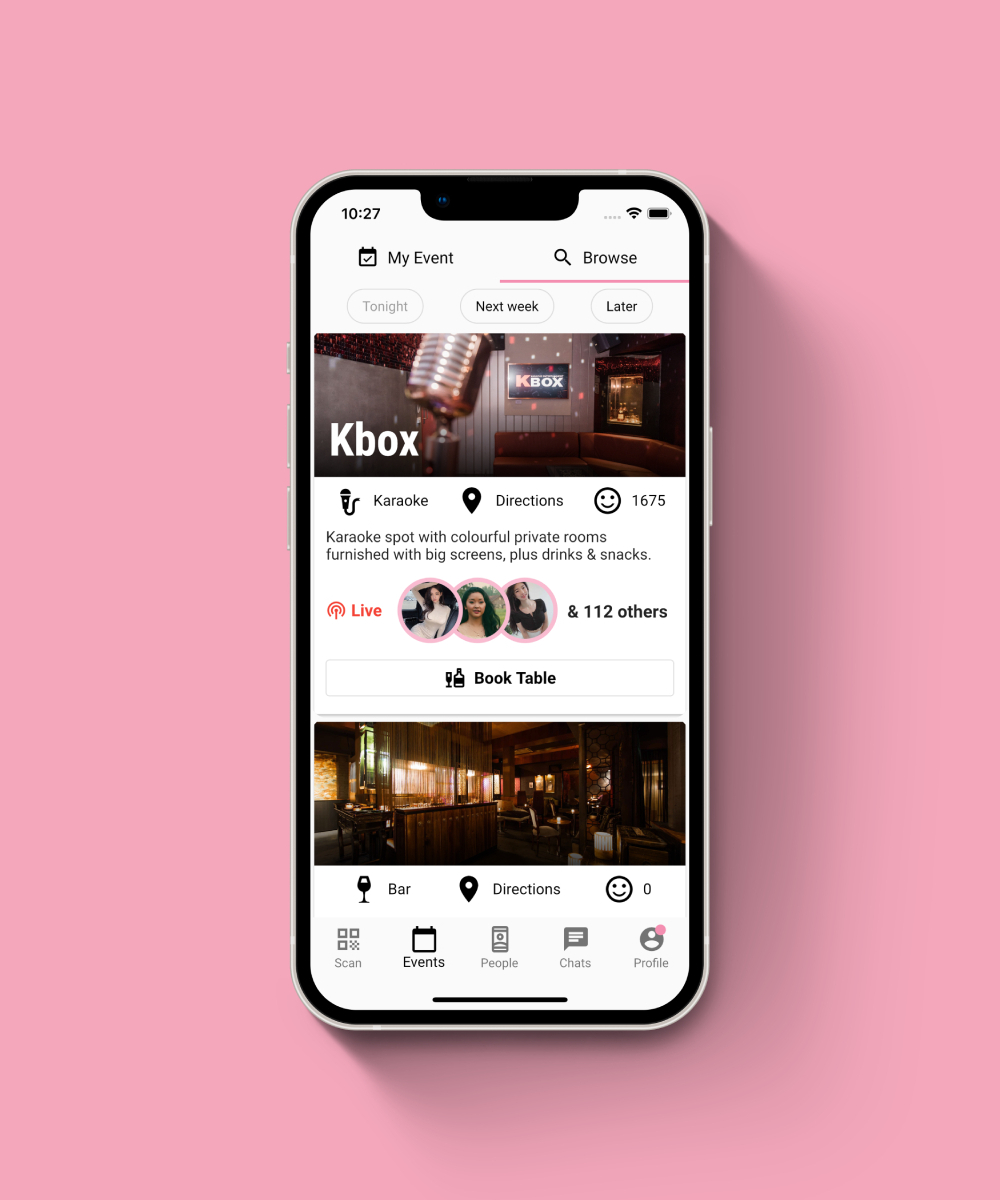 10:27
My Event
Browse
Tonight
Next week
Later
KBOX
Kbox
Karaoke
Directions
1675
Karaoke spot with colourful private rooms
furnished with big screens, plus drinks & snacks.
Live
& 112 others
Book Table
Bar
Directions
0
Scan
Events
People
Chats
Profile